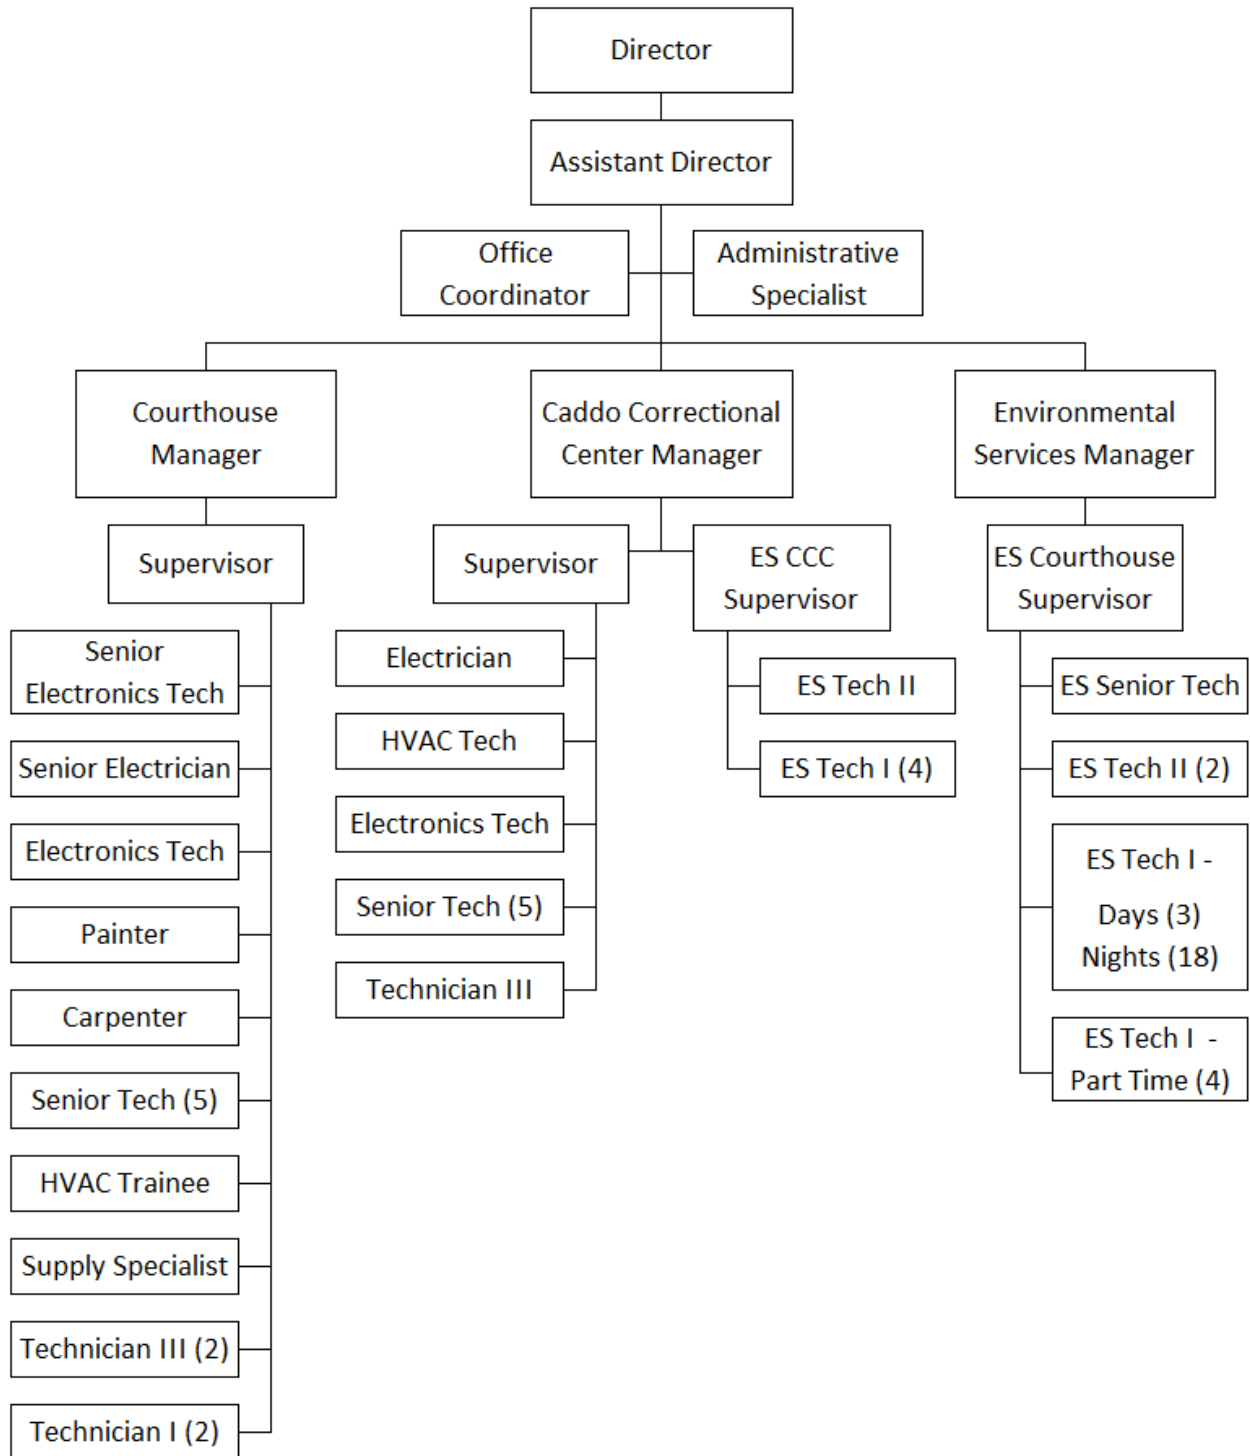 Director
Assistant Director
Office
Coordinator
Administrative
Specialist
Courthouse
Manager
Caddo Correctional
Center Manager
Environmental
Services Manager
Supervisor
Senior
Electronics Tech
Senior Electrician
Electronics Tech
Painter
Carpenter
Senior Tech (5)
HVAC Trainee
Supply Specialist
Technician III (2)
Technician I (2)
Supervisor
Electrician
HVAC Tech
Electronics Tech
Senior Tech (5)
Technician III
ES CCC
Supervisor
ES Tech II
ES Tech I (4)
ES Courthouse
Supervisor
ES Senior Tech
ES Tech II (2)
ES Tech I -
Days (3)
Nights (18)
ES Tech I -
Part Time (4)